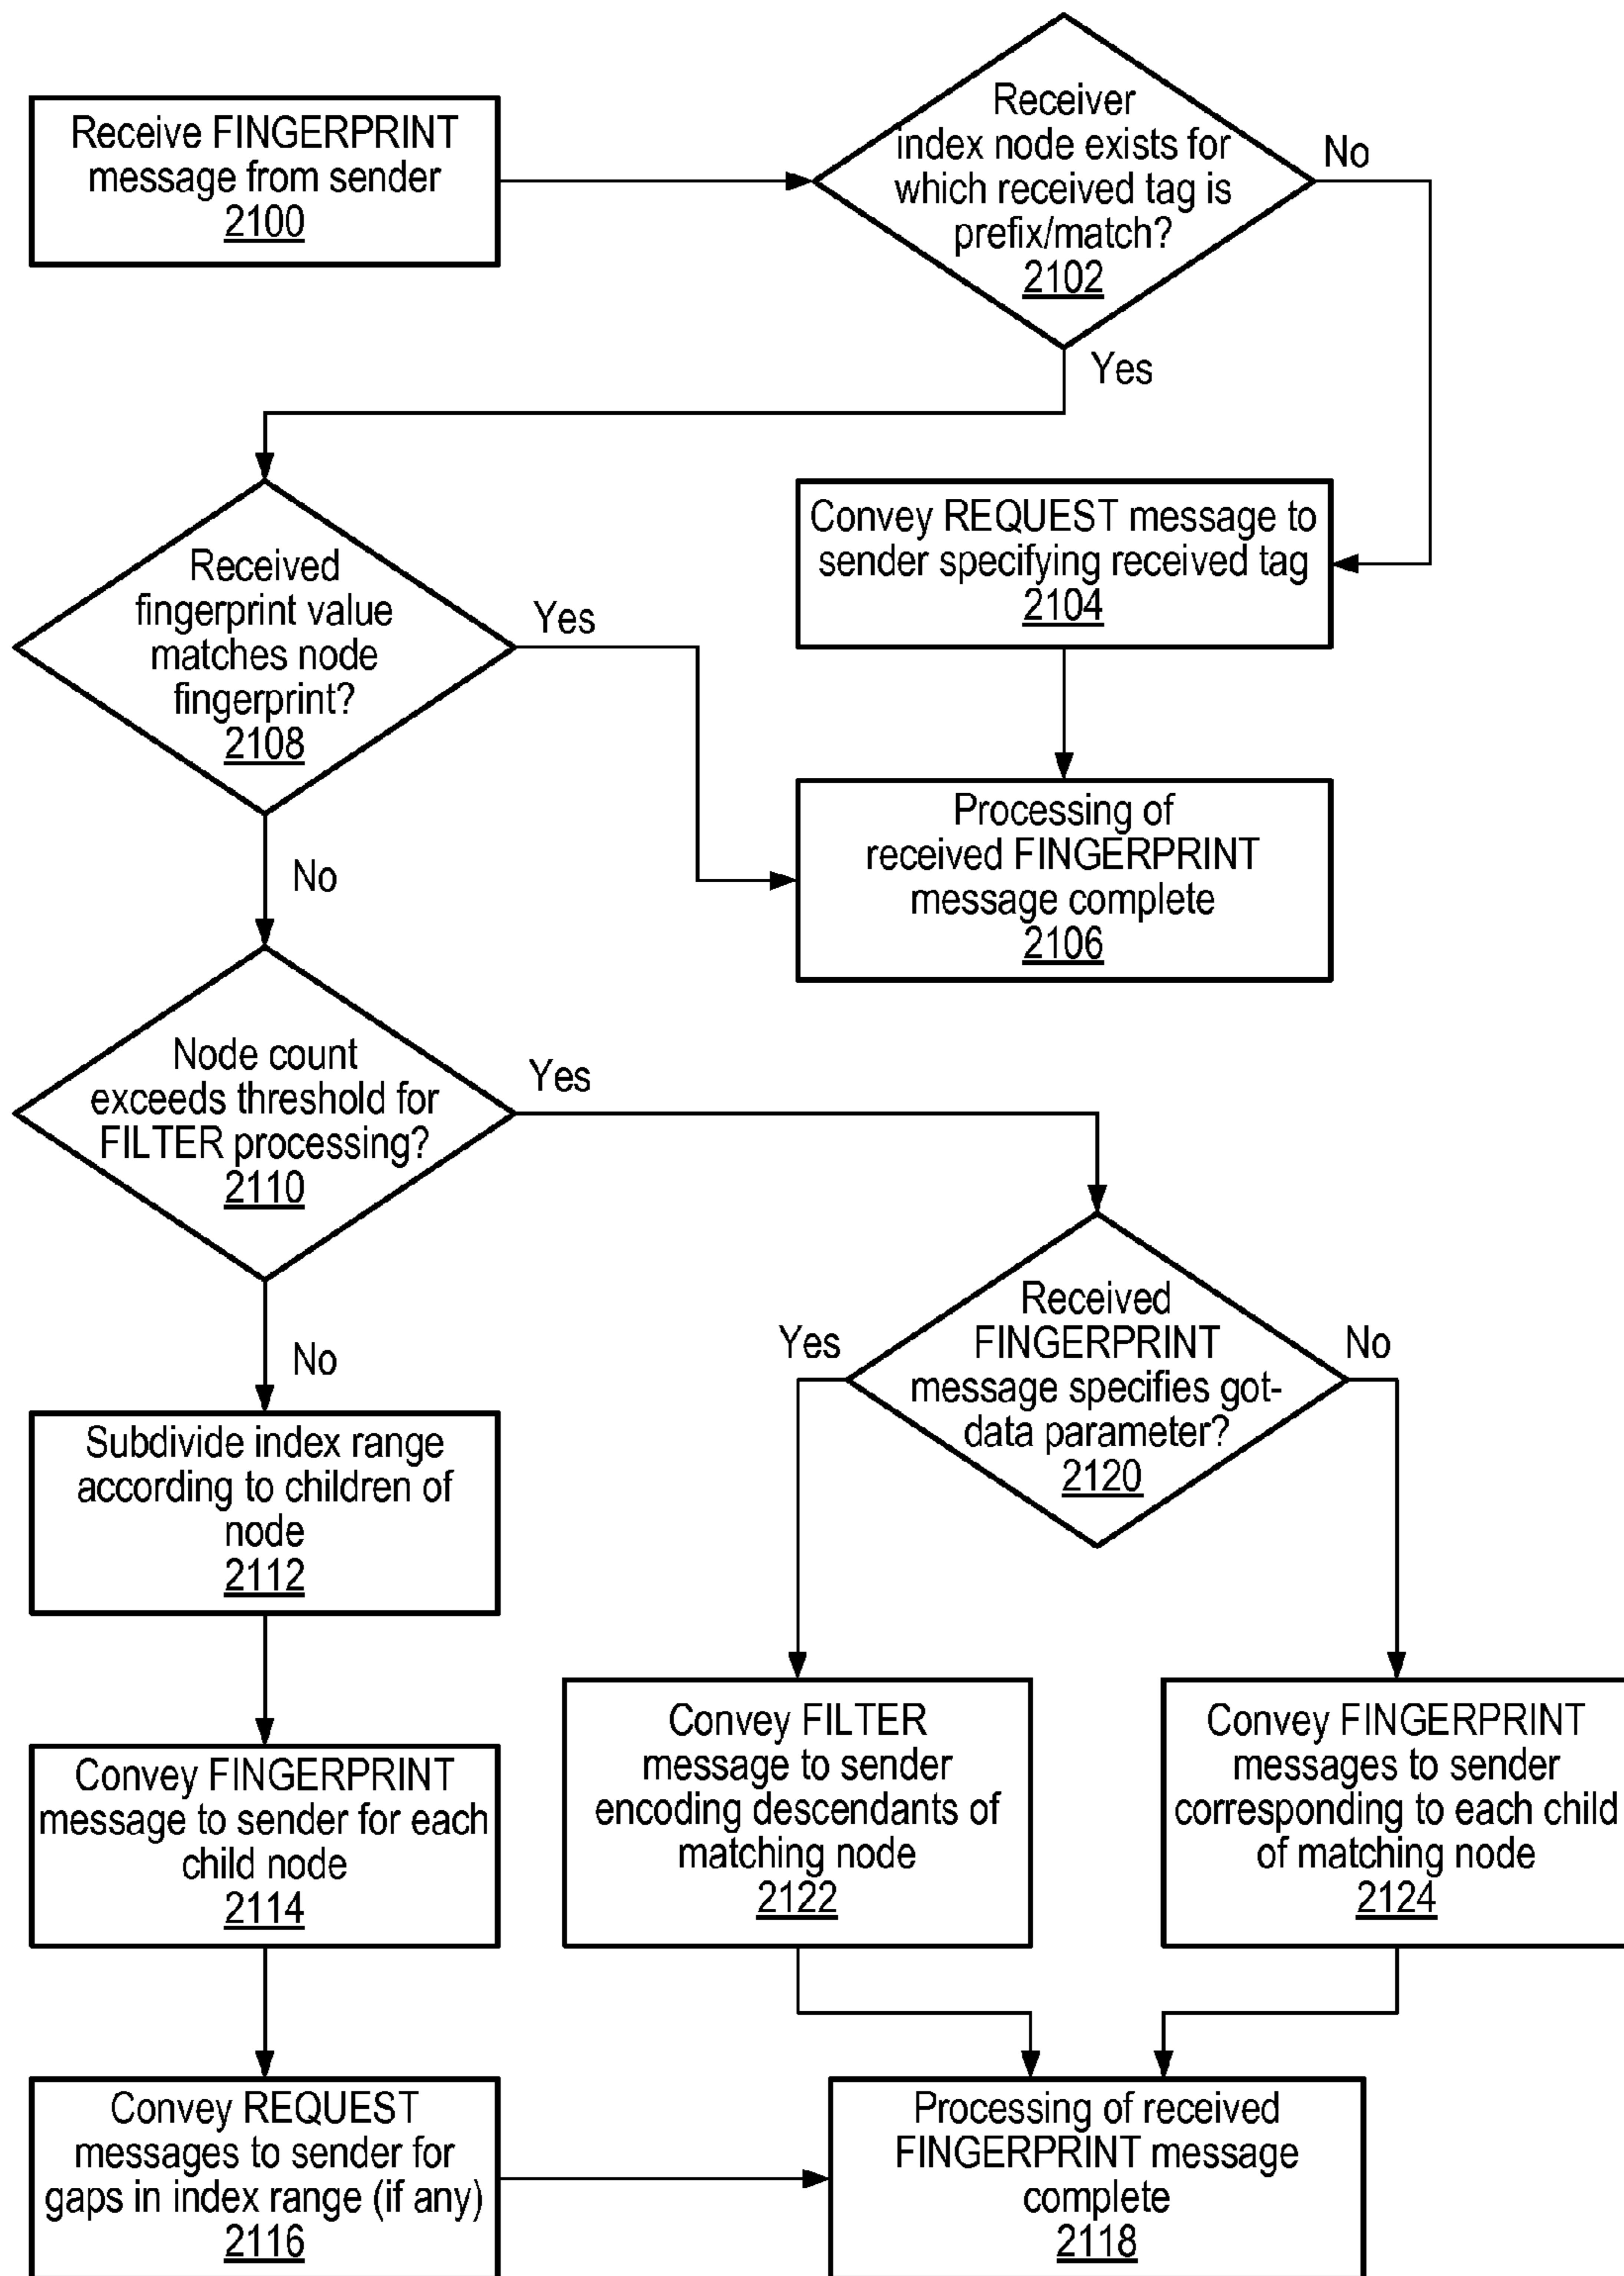 Receive FINGERPRINT
message from sender
2100
Receiver
index node exists for
which received tag is
prefix/match?
2102
No
Yes
Convey REQUEST message to
sender specifying received tag
2104
Received
fingerprint value
matches node
fingerprint?
2108
Yes
No
Processing of
received FINGERPRINT
message complete
2106
Node count
exceeds threshold for
FILTER processing?
2110
Yes
No
Received
FINGERPRINT
message specifies got-
data parameter?
2120
Yes
No
Subdivide index range
according to children of
node
2112
Convey FINGERPRINT
message to sender for each
child node
2114
Convey FILTER
message to sender
encoding descendants of
matching node
2122
Convey FINGERPRINT
messages to sender
corresponding to each child
of matching node
2124
Convey REQUEST
messages to sender for
gaps in index range (if any)
2116
Processing of received
FINGERPRINT message
complete
2118